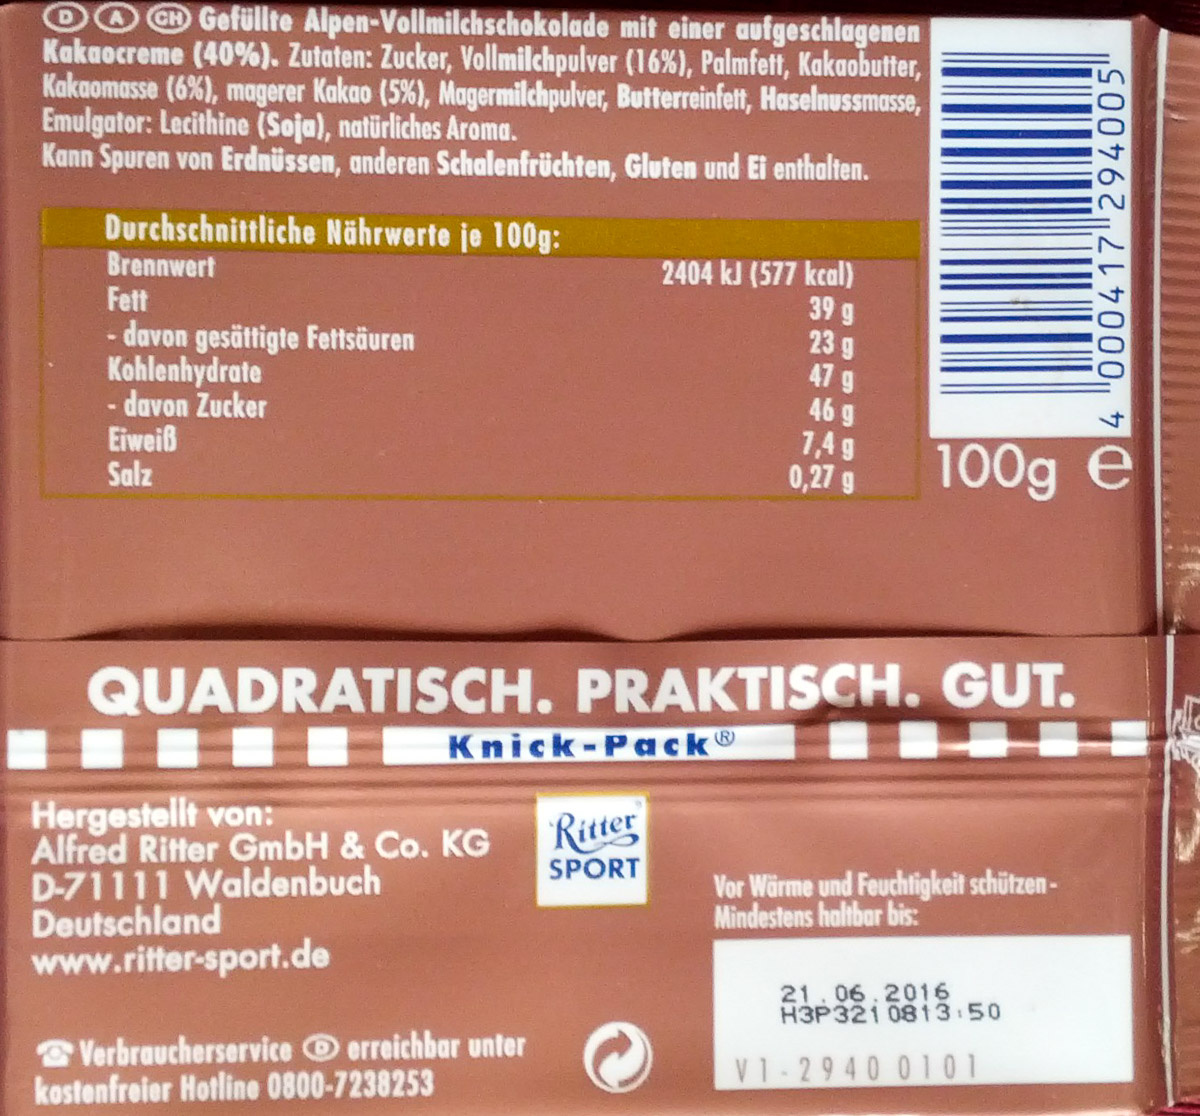 D A CH Gefüllte Alpen-Vollmilchschokolade mit einer aufgeschlagenen
Kakaocreme (40%). Zutaten: Zucker, Vollmilchpulver (16%), Palmfett, Kakaobutter,
Kakaomasse (6%), magerer Kakao (5%), Magermilchpulver, Butterreinfett, Haselnussmasse,
Emulgator: Lecithine (Soja), natürliches Aroma.
Kann Spuren von Erdnüssen, anderen Schalenfrüchten, Gluten und Ei enthalten.
Durchschnittliche Nährwerte je 100g:
Brennwert 2404 kJ (577 kcal)
Fett 39 g
- davon gesättigte Fettsäuren 23 g
Kohlenhydrate 47 g
- davon Zucker 46 g
Eiweiß 7,4 g
Salz 0,27 g
4 000417 294005
100g e
QUADRATISCH. PRAKTISCH. GUT.
Knick-Pack®
Hergestellt von:
Alfred Ritter GmbH & Co. KG
D-71111 Waldenbuch
Deutschland
www.ritter-sport.de
Ritter
SPORT
Vor Wärme und Feuchtigkeit schützen-
Mindestens haltbar bis:
21.06.2016
H3P321 0813:50
V1-2940 0101
Verbraucherservice D erreichbar unter
kostenfreier Hotline 0800-7238253